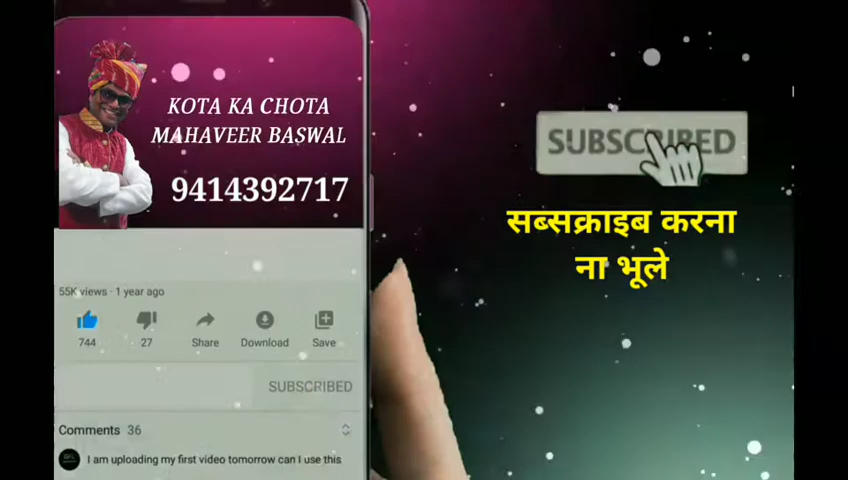 KOTA KA CHOTA
MAHAVEER BASWAL
9414392717
55K views · 1 year ago
744
27
Share
Download
Save
SUBSCRIBED
Comments 36
I am uploading my first video tomorrow can I use this
SUBSCRIBED
सब्सक्राइब करना
ना भूले